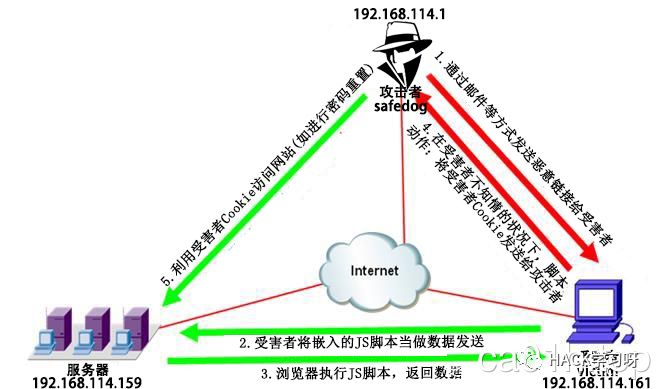 192.168.114.1
攻击者
safedog
1.通过邮件等方式发送恶意链接给受害者
4.在受害者不知情的状况下，脚本
动作：将受害者Cookie发送给攻击者
5.利用受害者Cookie访问网站(如进行密码重置)
Internet
2.受害者将嵌入的JS脚本当做数据发送
3.浏览器执行JS脚本，返回数据
服务器
192.168.114.159
HACK学习呀
victim
192.168.114.161